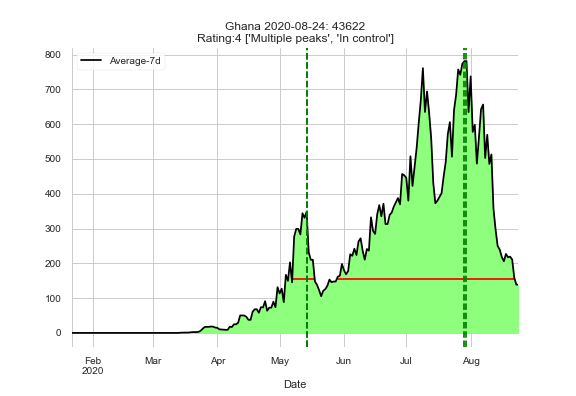 Ghana 2020-08-24: 43622
Rating:4 ['Multiple peaks', 'In control']
800
Average-7d
700
600
500
400
300
200
100
0
Feb Mar Apr May Jun Jul Aug
2020
Date